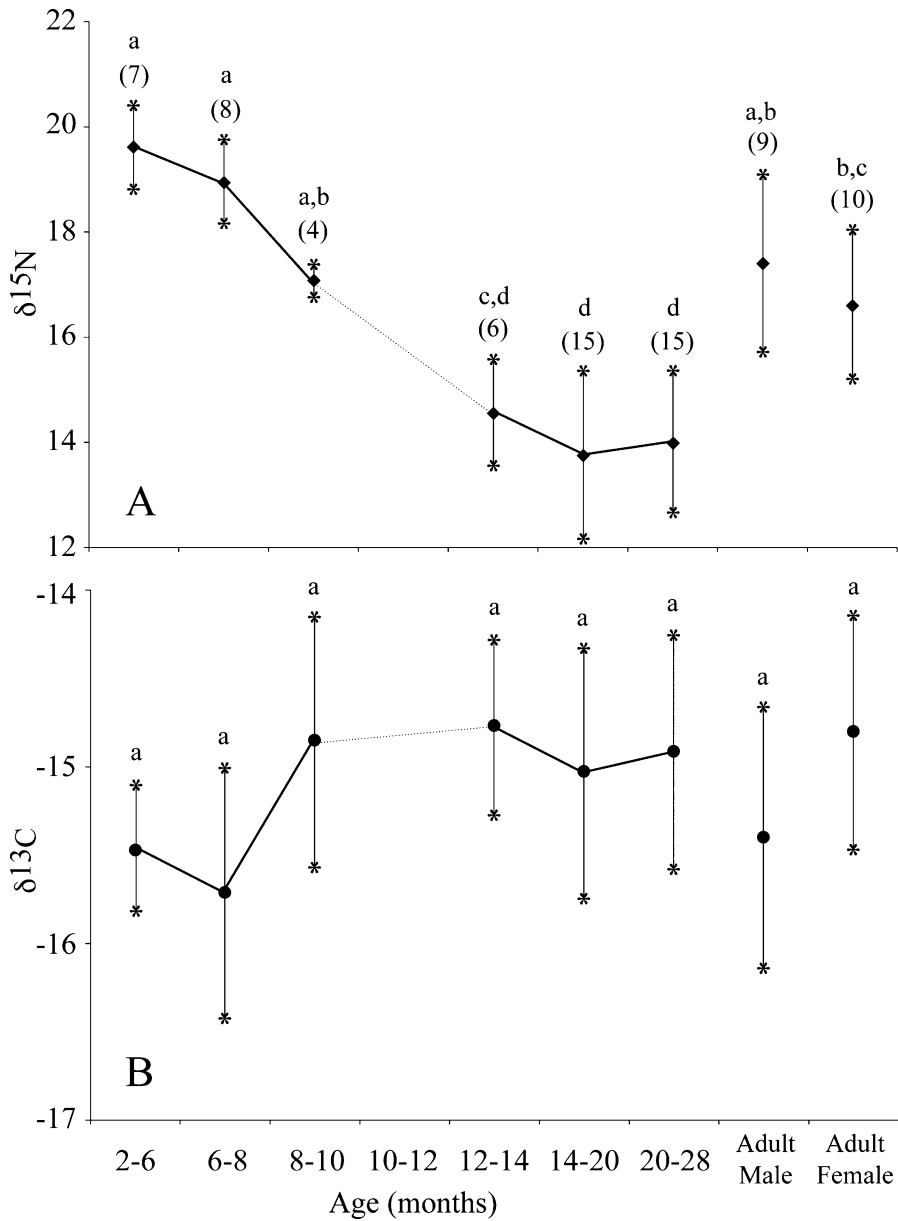 22
20
18
16
14
12
δ15N
a
(7)
a
(8)
a,b
(4)
c,d
(6)
d
(15)
d
(15)
a,b
(9)
b,c
(10)
A
-14
-15
-16
-17
δ13C
a
a
a
a
a
a
a
a
B
2-6 6-8 8-10 10-12 12-14 14-20 20-28
Adult
Male
Adult
Female
Age (months)